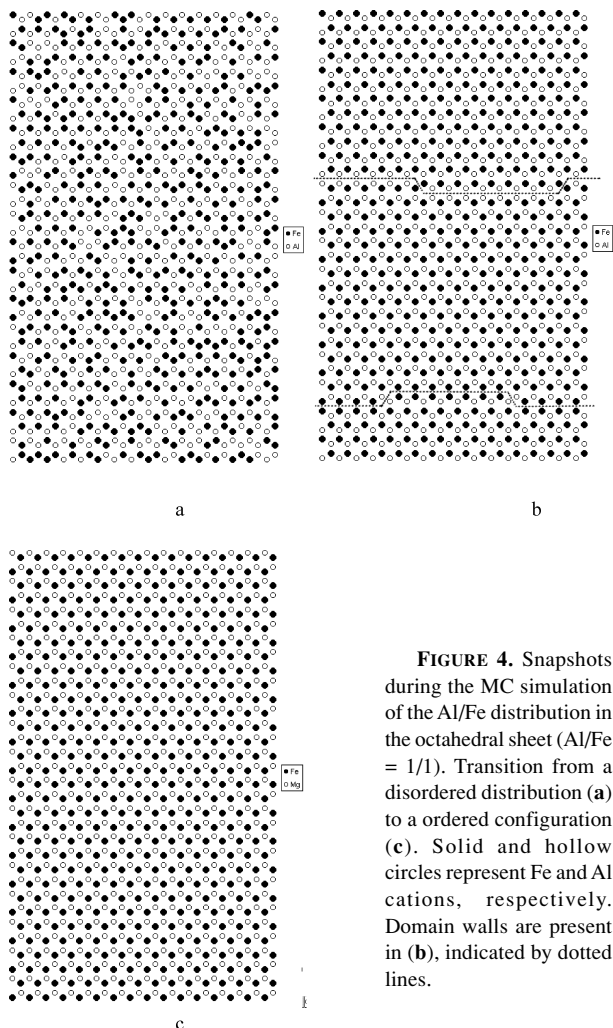 Fe
Al
Fe
Al
a
b
Fe
Mg
c
FIGURE 4. Snapshots
during the MC simulation
of the Al/Fe distribution in
the octahedral sheet (Al/Fe
= 1/1). Transition from a
disordered distribution (a)
to a ordered configuration
(c). Solid and hollow
circles represent Fe and Al
cations, respectively.
Domain walls are present
in (b), indicated by dotted
lines.